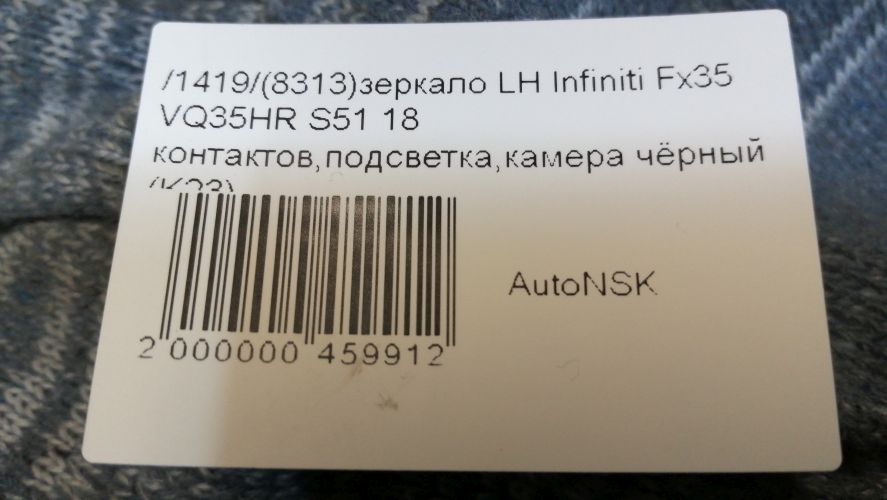 /1419/(8313)зеркало LH Infiniti Fx35
VQ35HR S51 18
контактов,подсветка,камера чёрный
AutoNSK
2 000000 459912